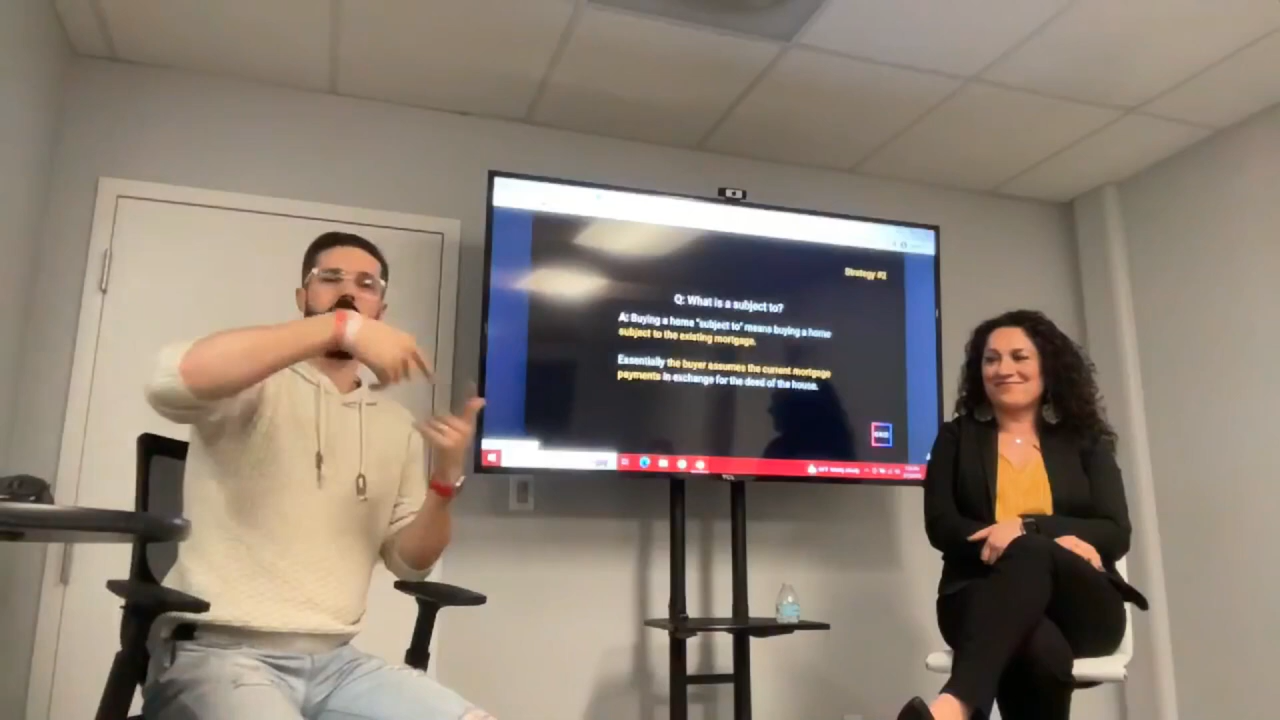 Strategy #2
Q: What is a subject to?
A: Buying a home "subject to" means buying a home
subject to the existing mortgage.
Essentially the buyer assumes the current mortgage
payments in exchange for the deed of the house.
TCL